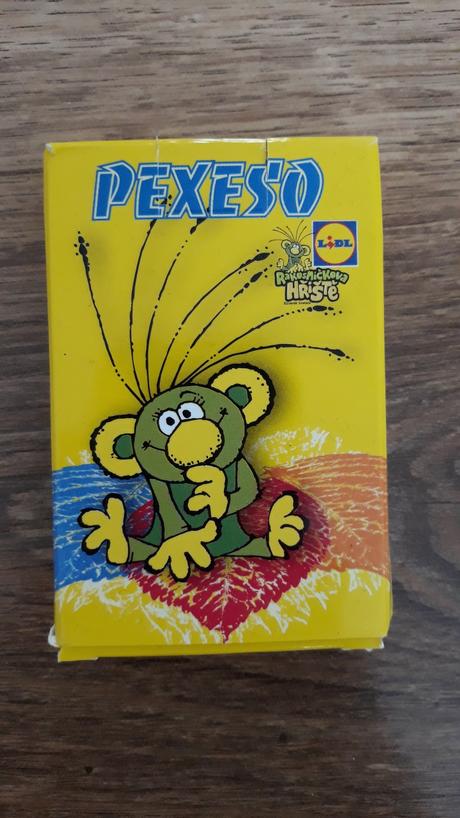 PEXESO
LiDL
RákosNíčkova
HŘiŠTĚ